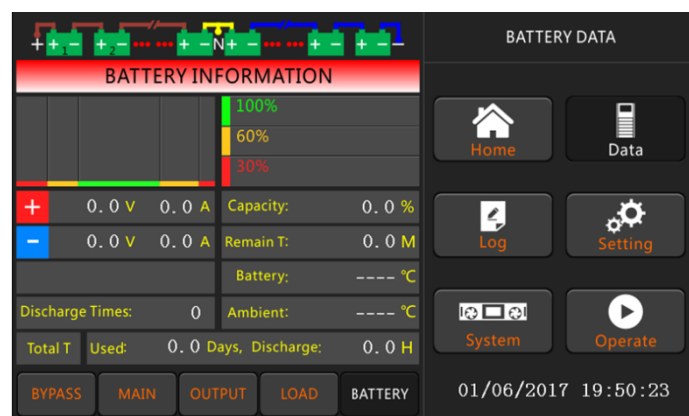 + + 1 - + 2 - + - N + - + - + - -
BATTERY DATA
BATTERY INFORMATION
100%
60%
30%
+ 0.0 V 0.0 A Capacity: 0.0 %
- 0.0 V 0.0 A Remain T: 0.0 M
Battery: ---- ℃
Discharge Times: 0 Ambient: ---- ℃
Total T Used: 0.0 Days, Discharge: 0.0 H
BYPASS MAIN OUTPUT LOAD BATTERY
Home Data
Log Setting
System Operate
01/06/2017 19:50:23